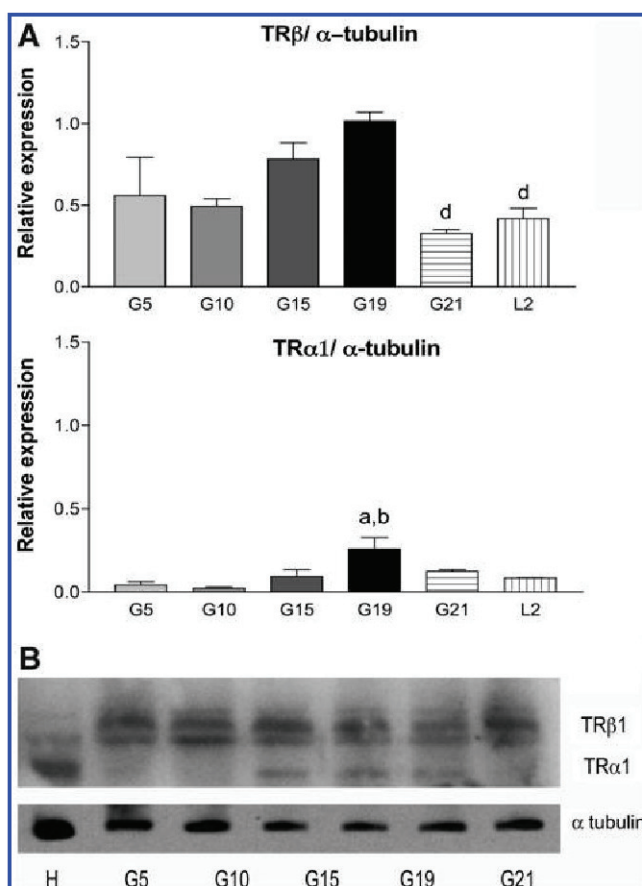 A
TRβ/ α–tubulin
Relative expression
1.5
1.0
0.5
0.0
d
d
G5 G10 G15 G19 G21 L2
TRα1/ α-tubulin
Relative expression
1.5
1.0
0.5
0.0
a,b
G5 G10 G15 G19 G21 L2
B
TRβ1
TRα1
α tubulin
H G5 G10 G15 G19 G21